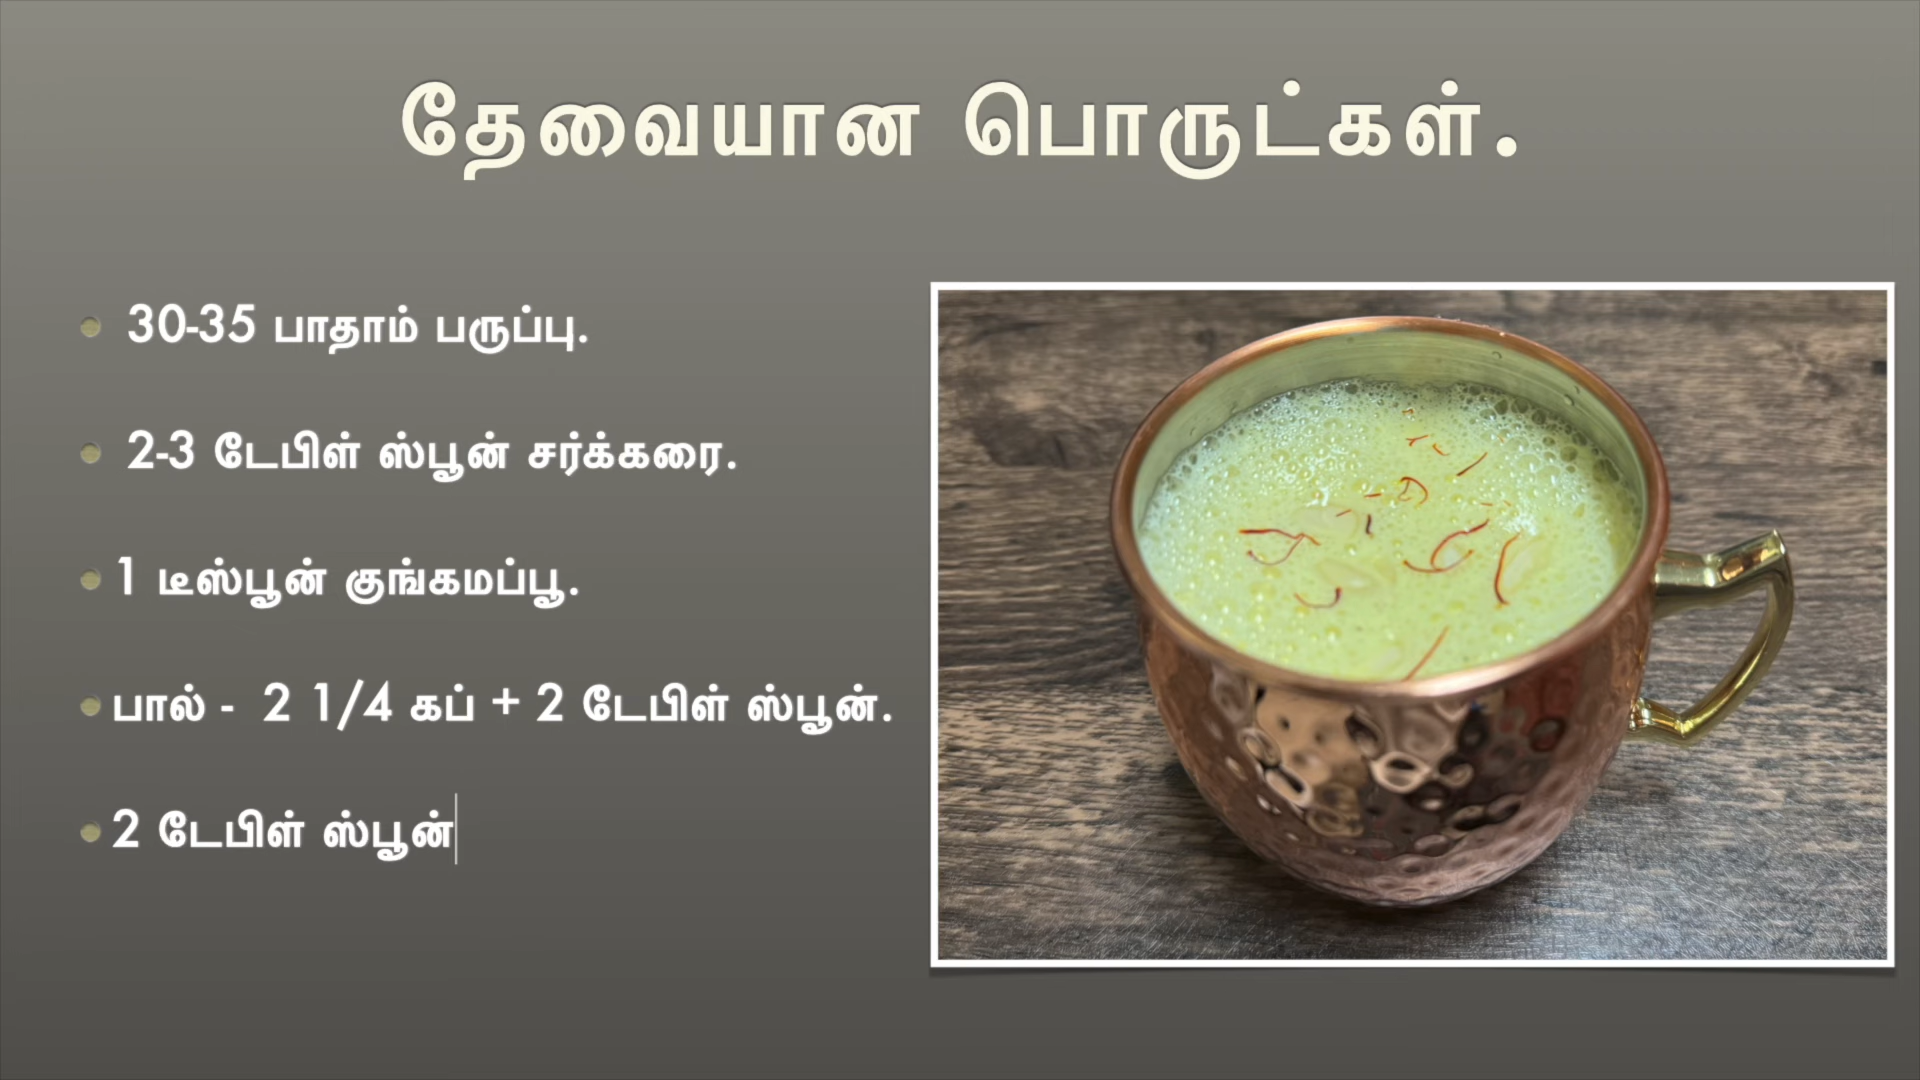 தேவையான பொருட்கள்.
30-35 பாதாம் பருப்பு.
2-3 டேபிள் ஸ்பூன் சர்க்கரை.
1 டீஸ்பூன் குங்கமப்பூ.
பால் - 2 1/4 கப் + 2 டேபிள் ஸ்பூன்.
2 டேபிள் ஸ்பூன்